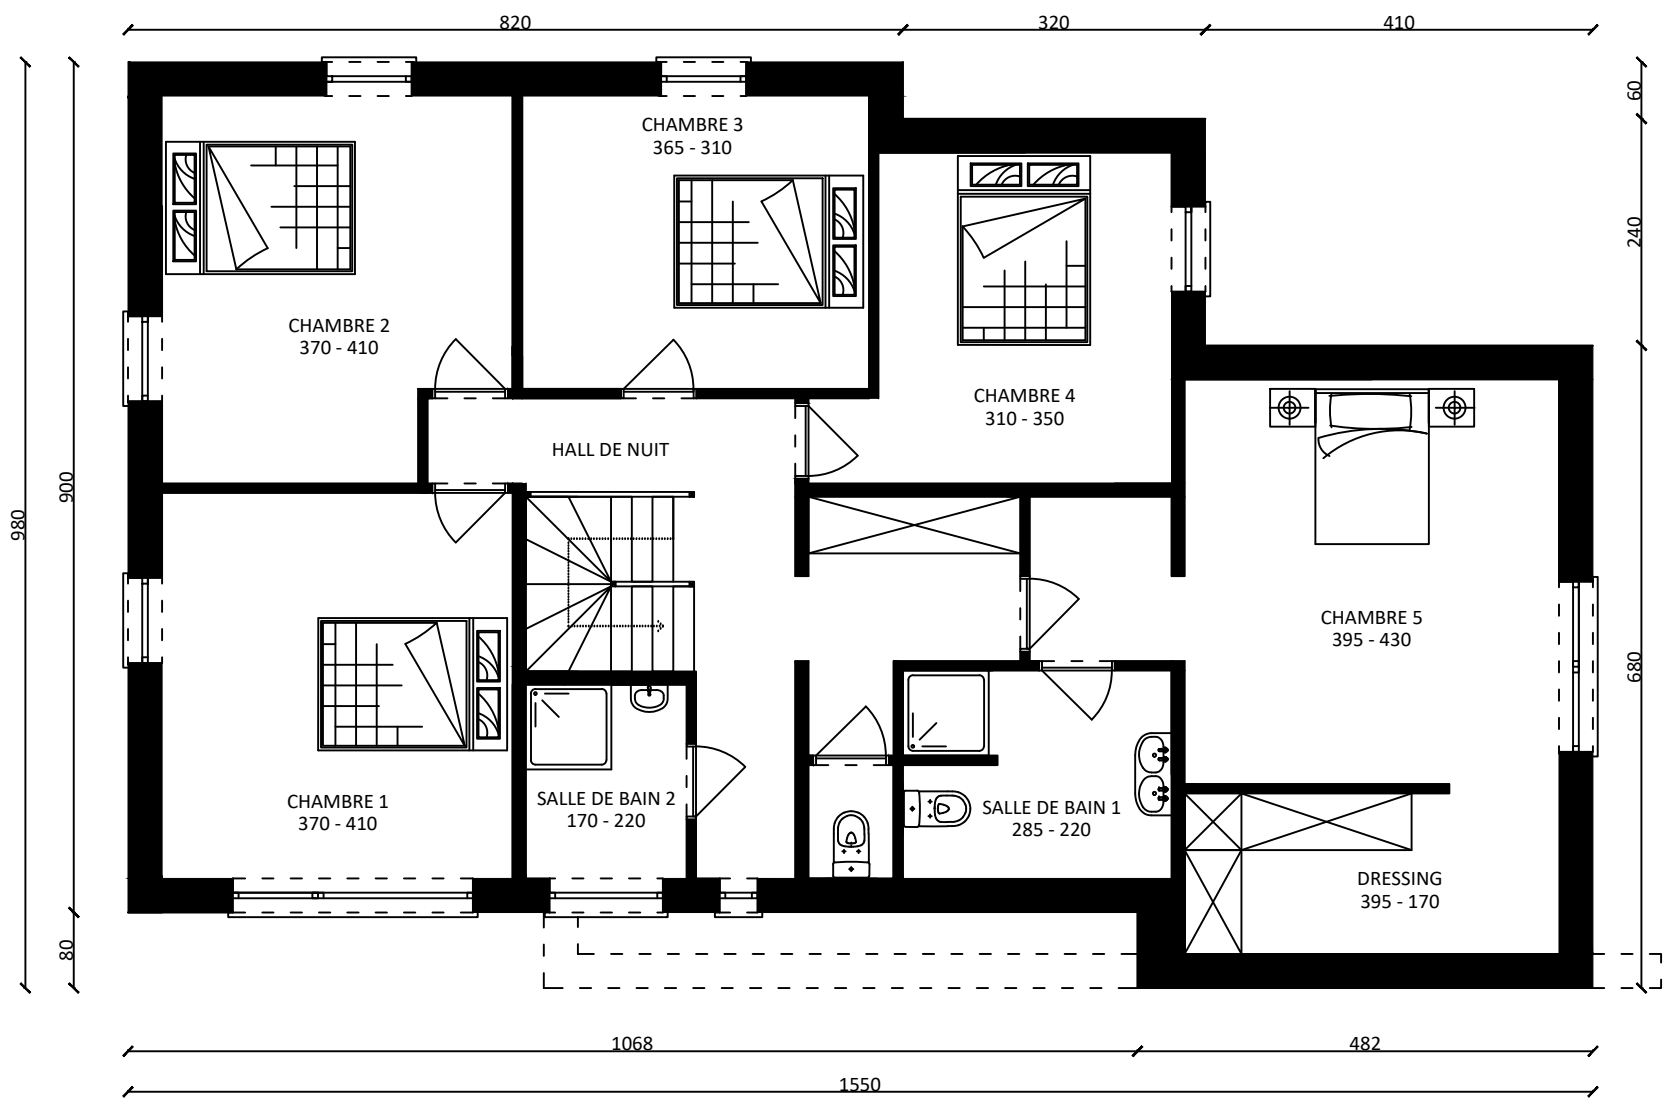 820
320
410
60
CHAMBRE 3
365 - 310
240
CHAMBRE 2
370 - 410
CHAMBRE 4
310 - 350
HALL DE NUIT
900
980
CHAMBRE 5
395 - 430
680
CHAMBRE 1
370 - 410
SALLE DE BAIN 2
170 - 220
SALLE DE BAIN 1
285 - 220
DRESSING
395 - 170
80
1068
482
1550